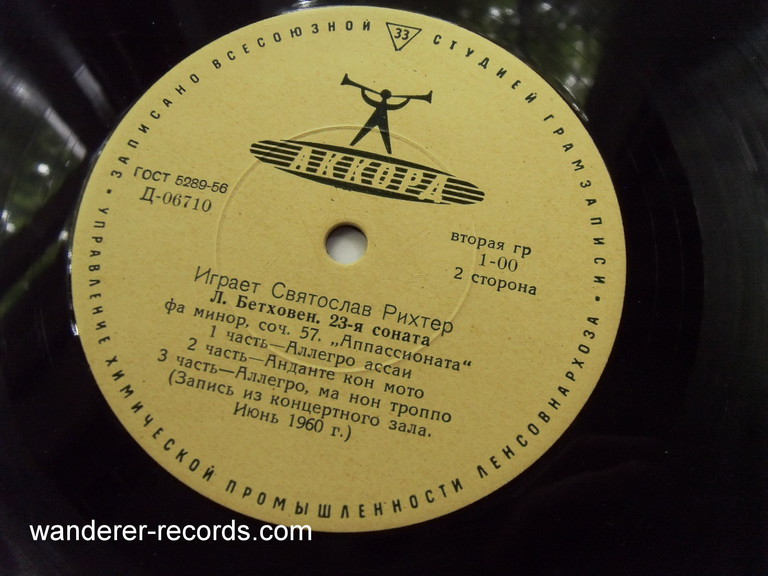 ЗАПИСАНО ВСЕСОЮЗНОЙ 33 СТУДИЕЙ ГРАМЗАПИСИ •
УПРАВЛЕНИЕ ХИМИЧЕСКОЙ ПРОМЫШЛЕННОСТИ ЛЕНСОВНАРХОЗА •
АККОРД
ГОСТ 5289-56
Д-06710
вторая гр
1-00
2 сторона
Играет Святослав Рихтер
Л. Бетховен. 23-я соната
фа минор, соч. 57. „Аппассионата“
1 часть—Аллегро ассаи
2 часть—Анданте кон мото
3 часть—Аллегро, ма нон троппо
(Запись из концертного зала.
Июнь 1960 г.)
wanderer-records.com